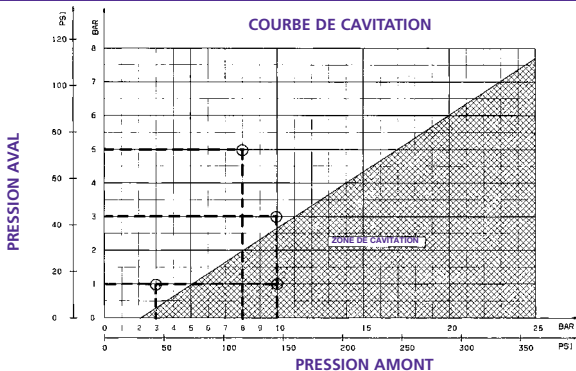 COURBE DE CAVITATION
PSI
BAR
120
100
80
60
40
20
0
8
7
6
5
4
3
2
1
0
PRESSION AVAL
ZONE DE CAVITATION
0 1 2 3 4 5 6 7 8 9 10 15 20 25 BAR
0 50 100 150 200 250 300 350 PSI
PRESSION AMONT